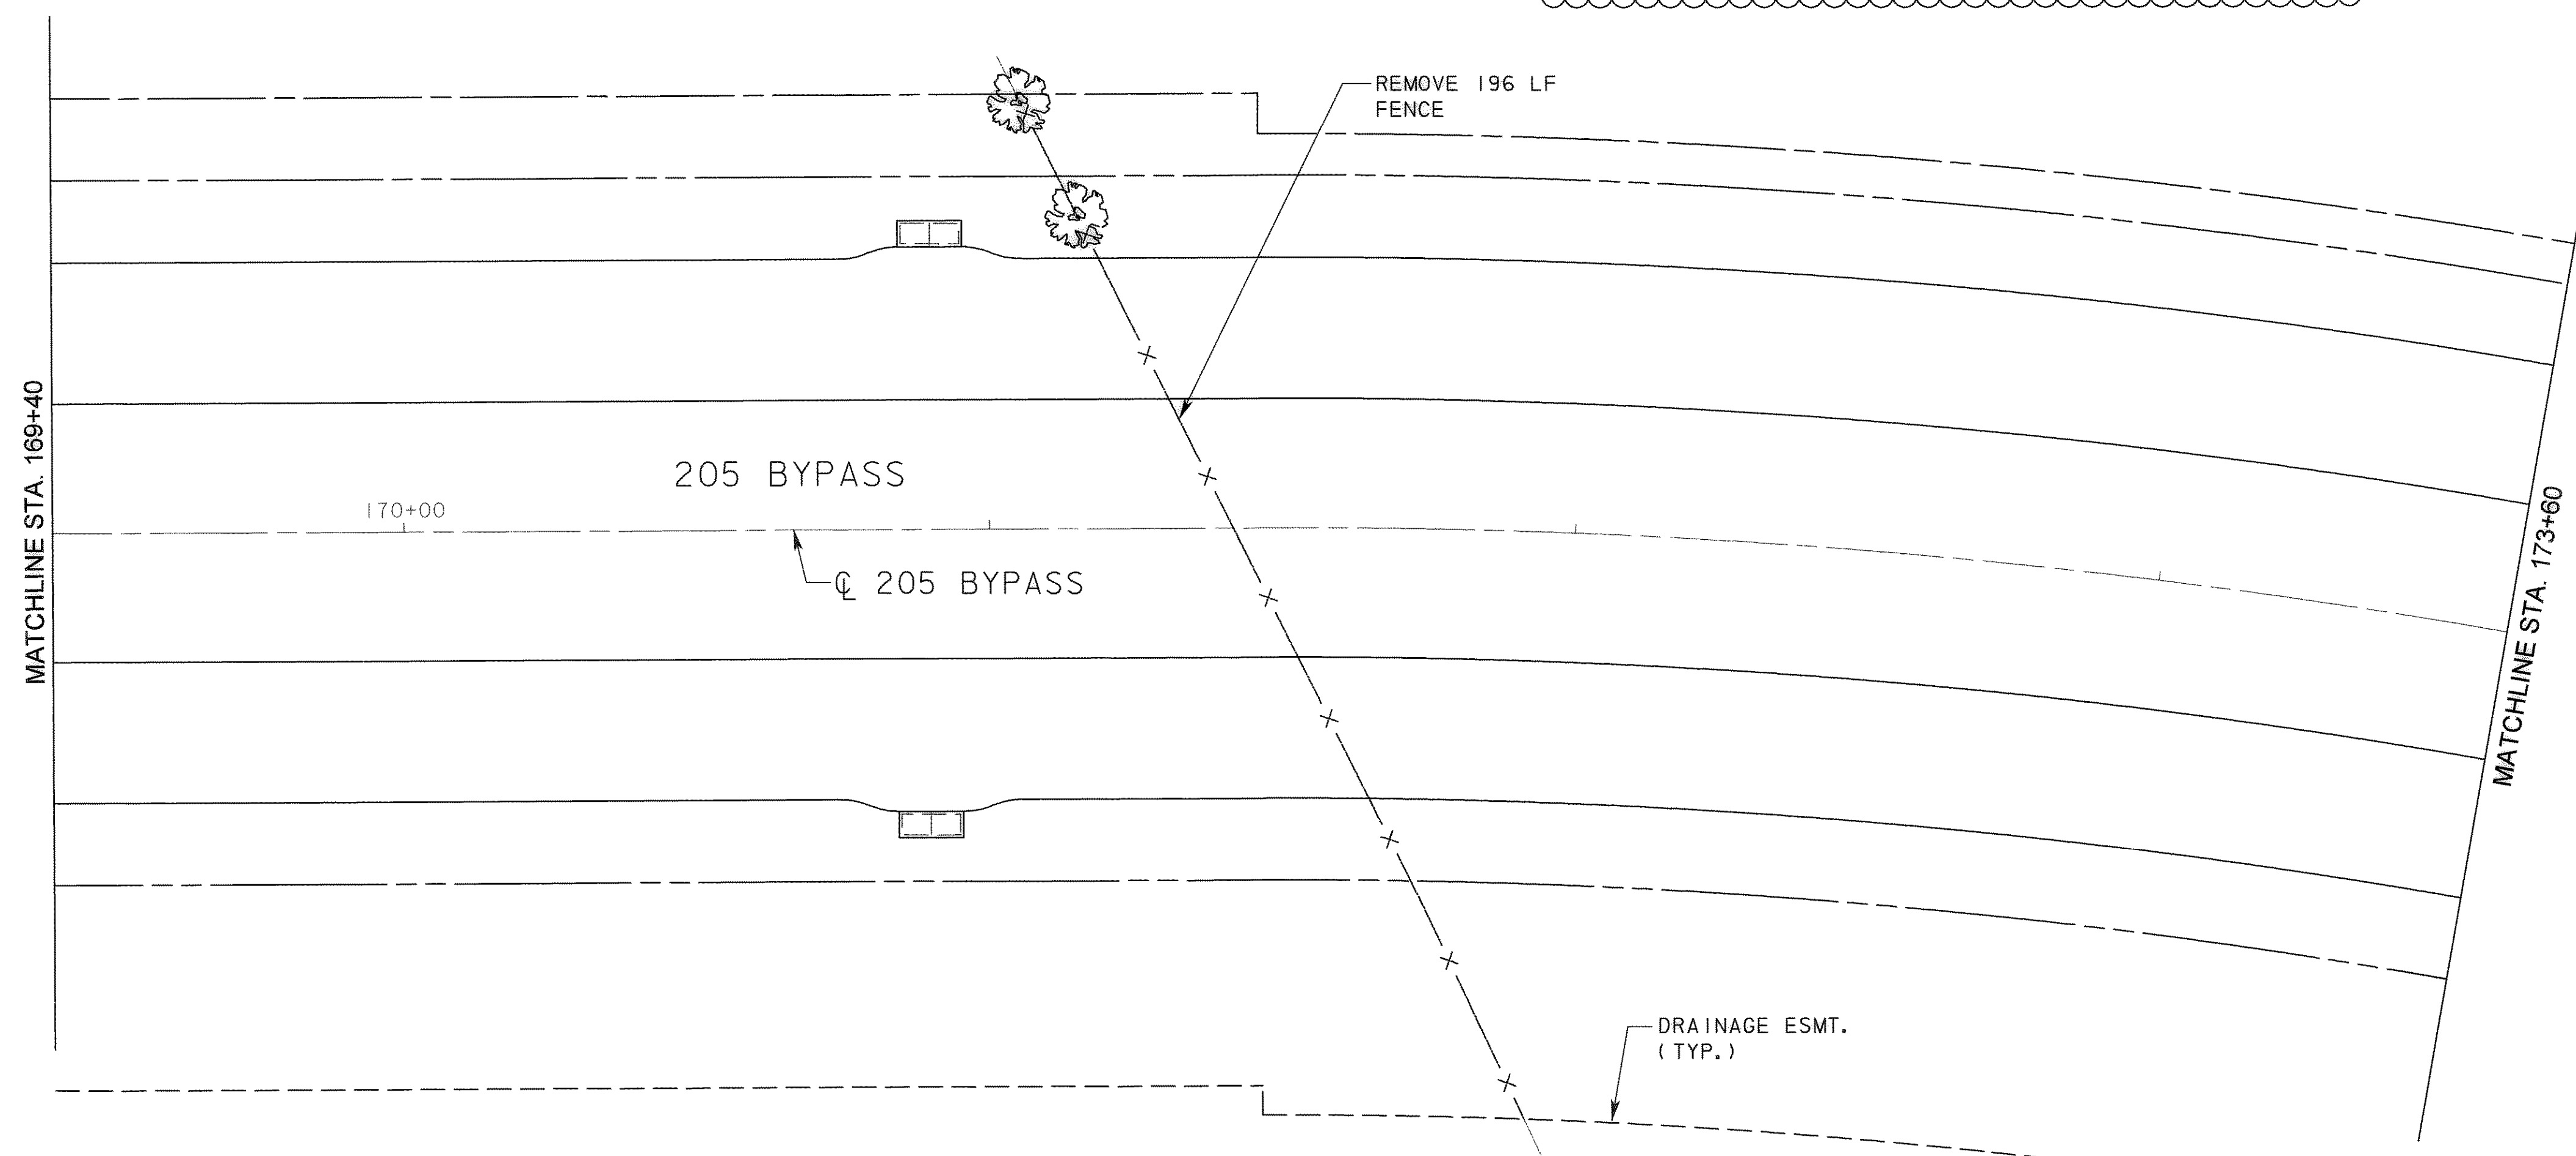 REMOVE 196 LF
FENCE
MATCHLINE STA. 169+40
205 BYPASS
170+00
℄ 205 BYPASS
MATCHLINE STA. 173+60
DRAINAGE ESMT.
(TYP.)